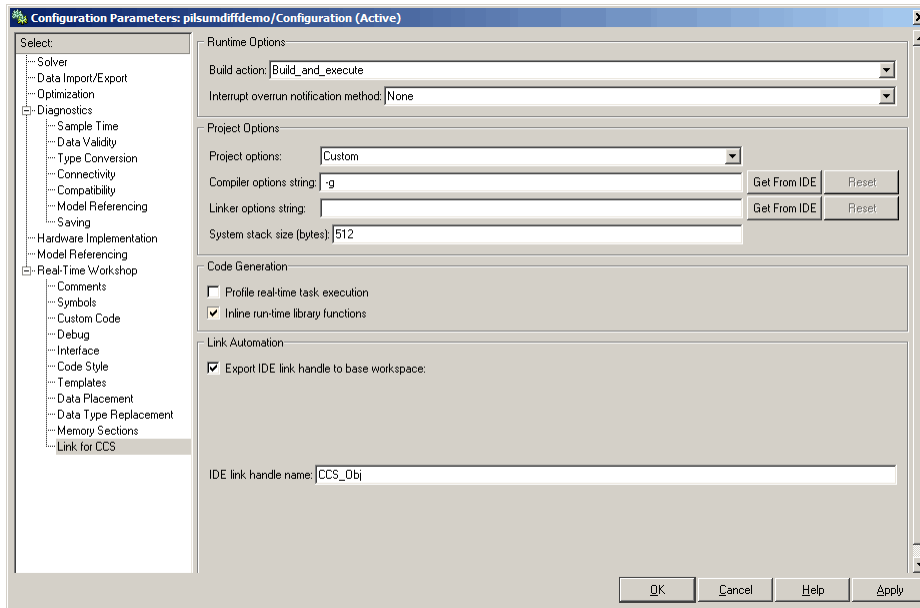 Configuration Parameters: pilsumdiffdemo/Configuration (Active)
Select:
Solver
Data Import/Export
Optimization
Diagnostics
Sample Time
Data Validity
Type Conversion
Connectivity
Compatibility
Model Referencing
Saving
Hardware Implementation
Model Referencing
Real-Time Workshop
Comments
Symbols
Custom Code
Debug
Interface
Code Style
Templates
Data Placement
Data Type Replacement
Memory Sections
Link for CCS
Runtime Options
Build action: Build_and_execute
Interrupt overrun notification method: None
Project Options
Project options: Custom
Compiler options string: -g Get From IDE Reset
Linker options string: Get From IDE Reset
System stack size (bytes): 512
Code Generation
Profile real-time task execution
Inline run-time library functions
Link Automation
Export IDE link handle to base workspace:
IDE link handle name: CCS_Obj
OK Cancel Help Apply